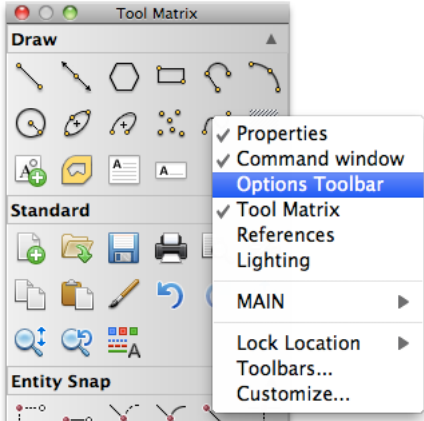 Tool Matrix
Draw
A
A
A
Properties
Command window
Options Toolbar
Tool Matrix
References
Lighting
MAIN
Lock Location
Toolbars...
Customize...
Standard
A
Entity Snap